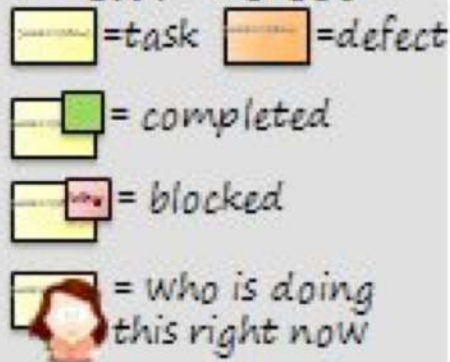 =task =defect
= completed
= blocked
= who is doing
this right now